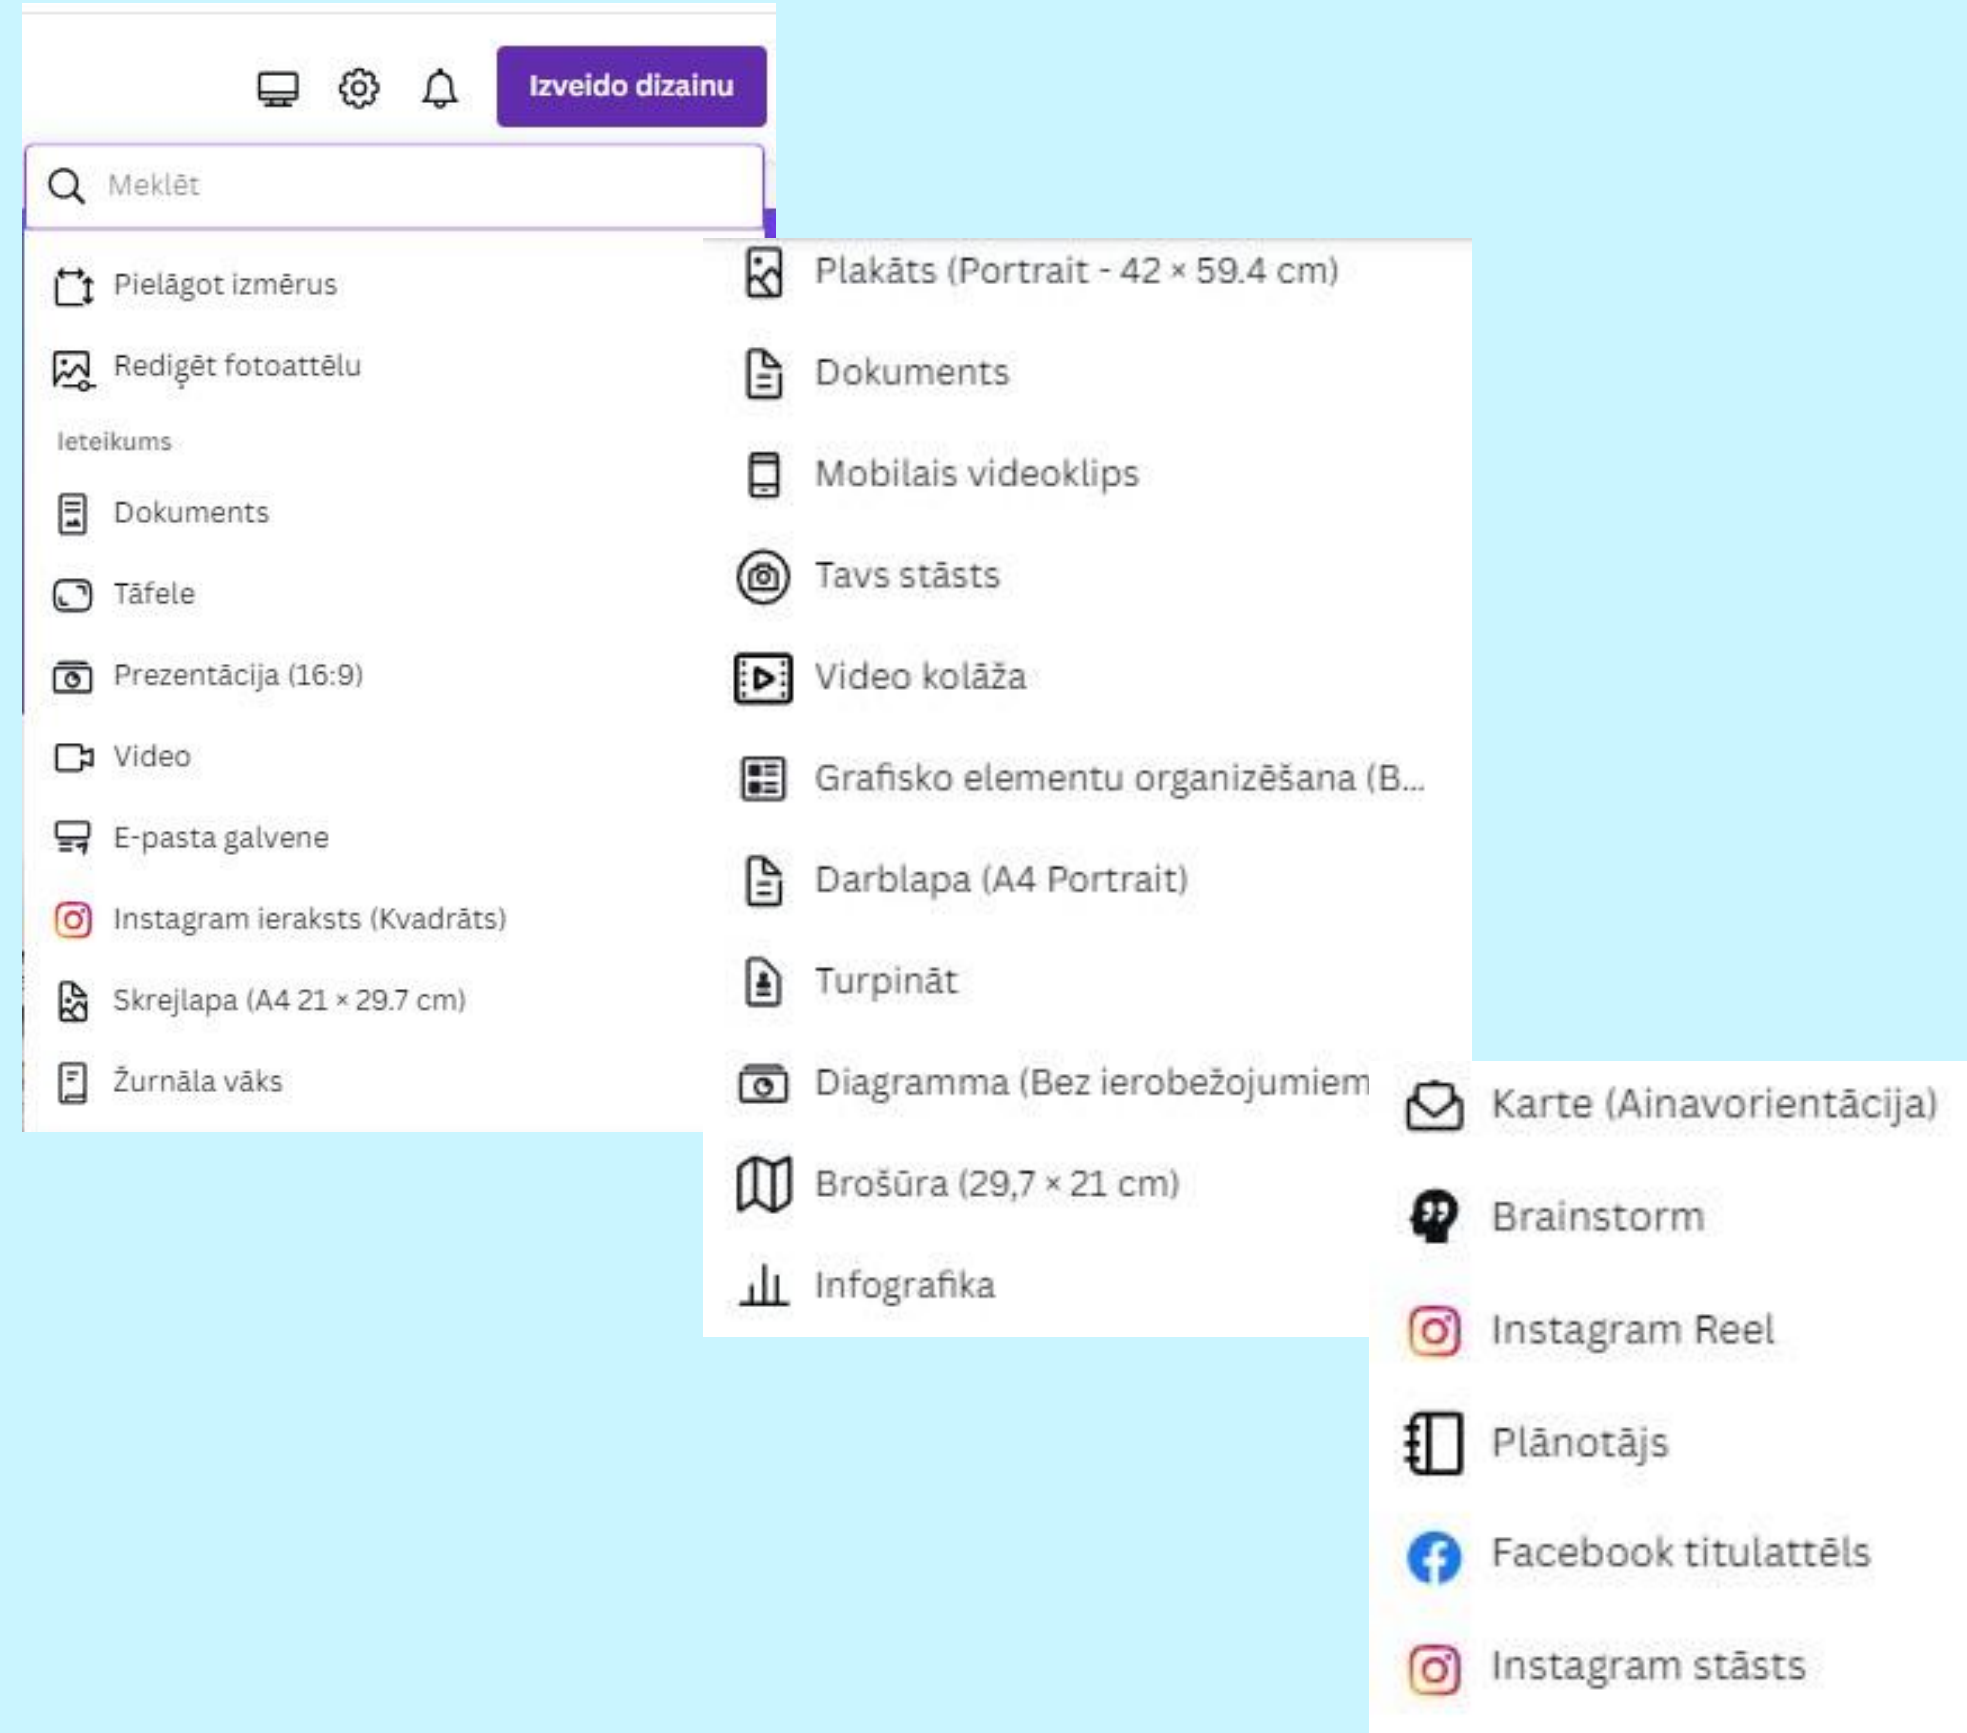 Izveido dizainu
Meklēt
Pielāgot izmērus
Rediģēt fotoattēlu
Ieteikums
Dokuments
Tāfele
Prezentācija (16:9)
Video
E-pasta galvene
Instagram ieraksts (Kvadrāts)
Skrejlapa (A4 21 × 29.7 cm)
Žurnāla vāks
Plakāts (Portrait - 42 × 59.4 cm)
Dokuments
Mobilais videoklips
Tavs stāsts
Video kolāža
Grafisko elementu organizēšana (B...
Darblapa (A4 Portrait)
Turpināt
Diagramma (Bez ierobežojumiem
Brošūra (29,7 × 21 cm)
Infografika
Karte (Ainavorientācija)
Brainstorm
Instagram Reel
Plānotājs
Facebook titulattēls
Instagram stāsts